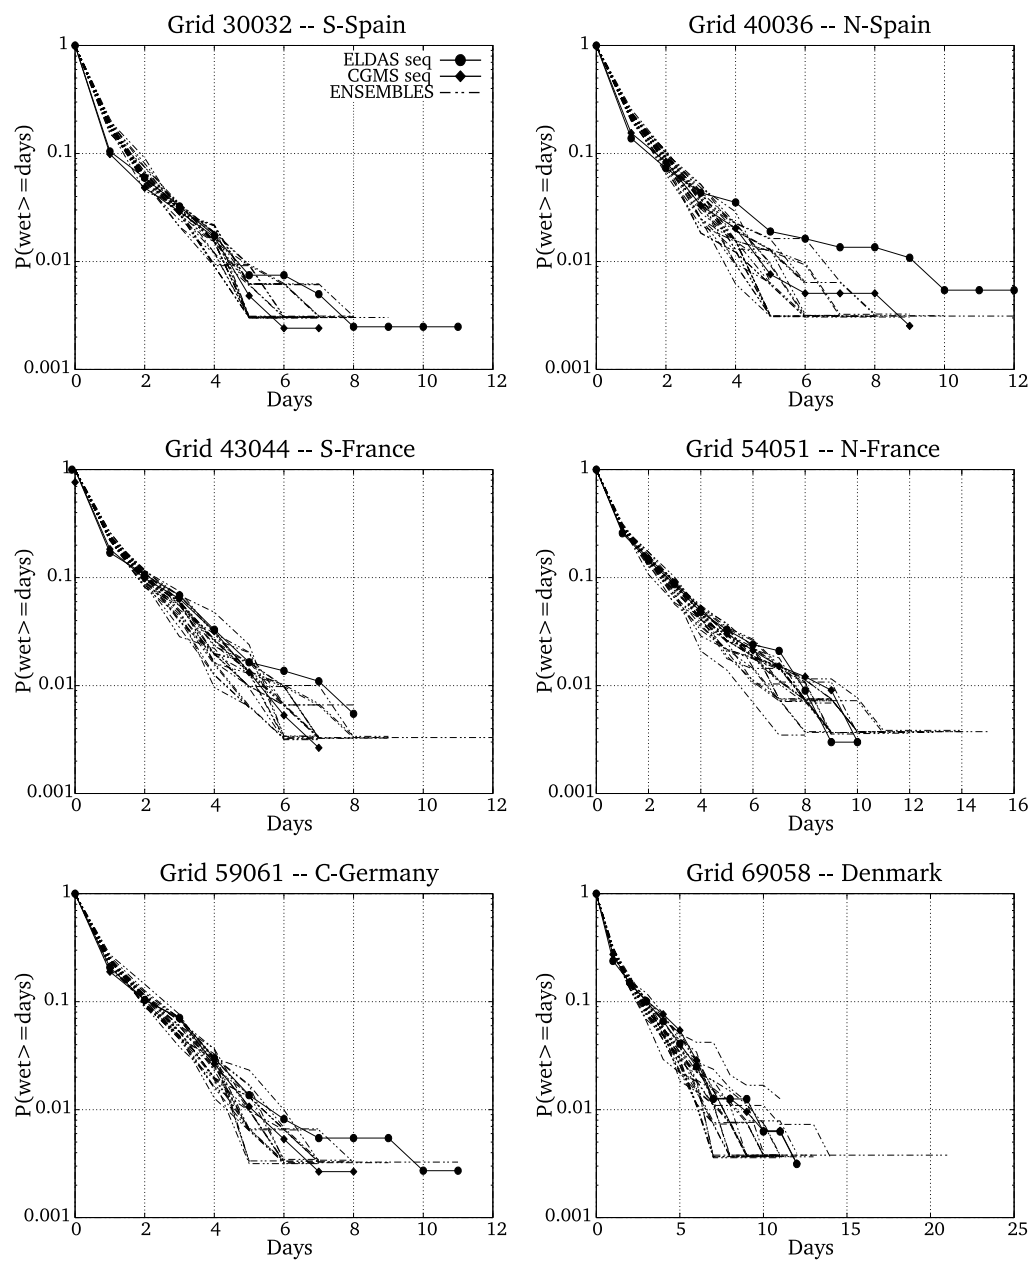 Grid 30032 -- S-Spain
1
0.1
0.01
0.001
P(wet>=days)
ELDAS seq
CGMS seq
ENSEMBLES
0 2 4 6 8 10 12
Days
Grid 40036 -- N-Spain
1
0.1
0.01
0.001
P(wet>=days)
0 2 4 6 8 10 12
Days
Grid 43044 -- S-France
1
0.1
0.01
0.001
P(wet>=days)
0 2 4 6 8 10 12
Days
Grid 54051 -- N-France
1
0.1
0.01
0.001
P(wet>=days)
0 2 4 6 8 10 12 14 16
Days
Grid 59061 -- C-Germany
1
0.1
0.01
0.001
P(wet>=days)
0 2 4 6 8 10 12
Days
Grid 69058 -- Denmark
1
0.1
0.01
0.001
P(wet>=days)
0 5 10 15 20 25
Days